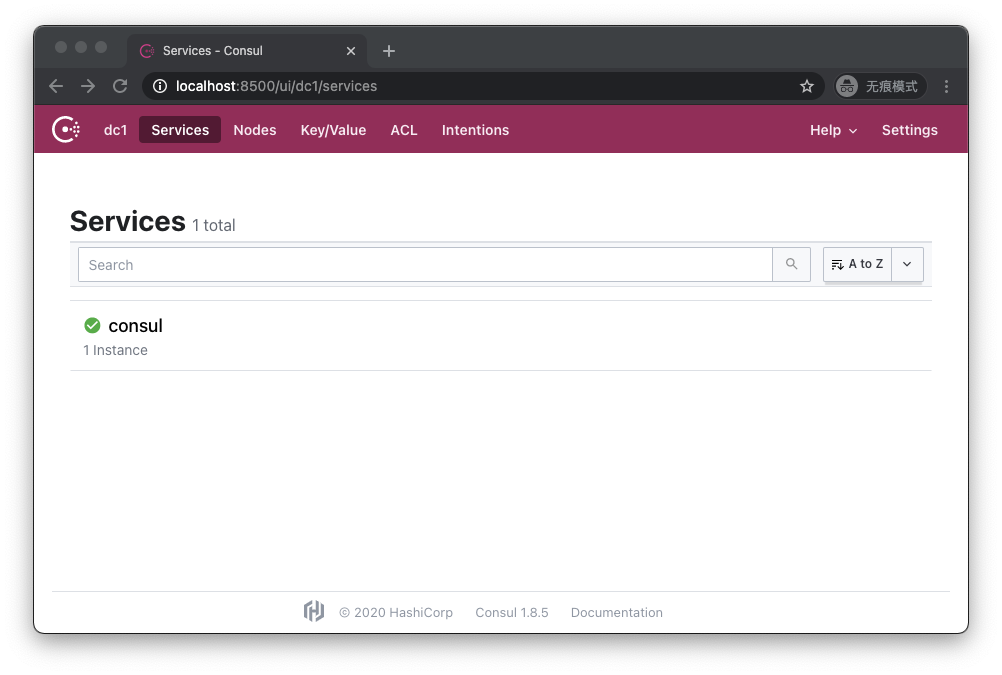 Services - Consul
localhost:8500/ui/dc1/services
无痕模式
dc1 Services Nodes Key/Value ACL Intentions Help Settings
Services 1 total
Search
A to Z
consul
1 Instance
© 2020 HashiCorp Consul 1.8.5 Documentation